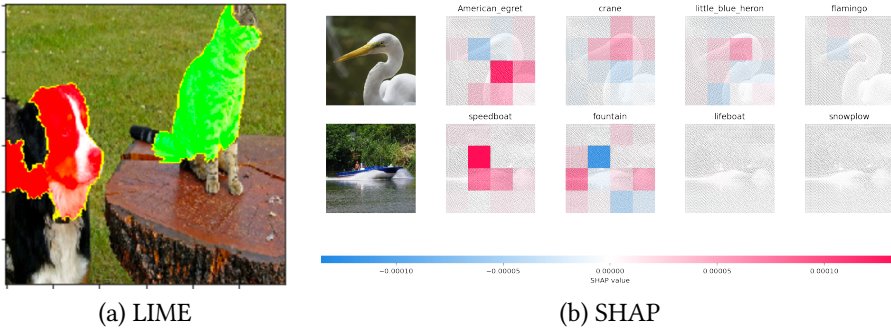 American_egret
crane
little_blue_heron
flamingo
speedboat
fountain
lifeboat
snowplow
−0.00010
−0.00005
0.00000
0.00005
0.00010
SHAP value
(a) LIME
(b) SHAP